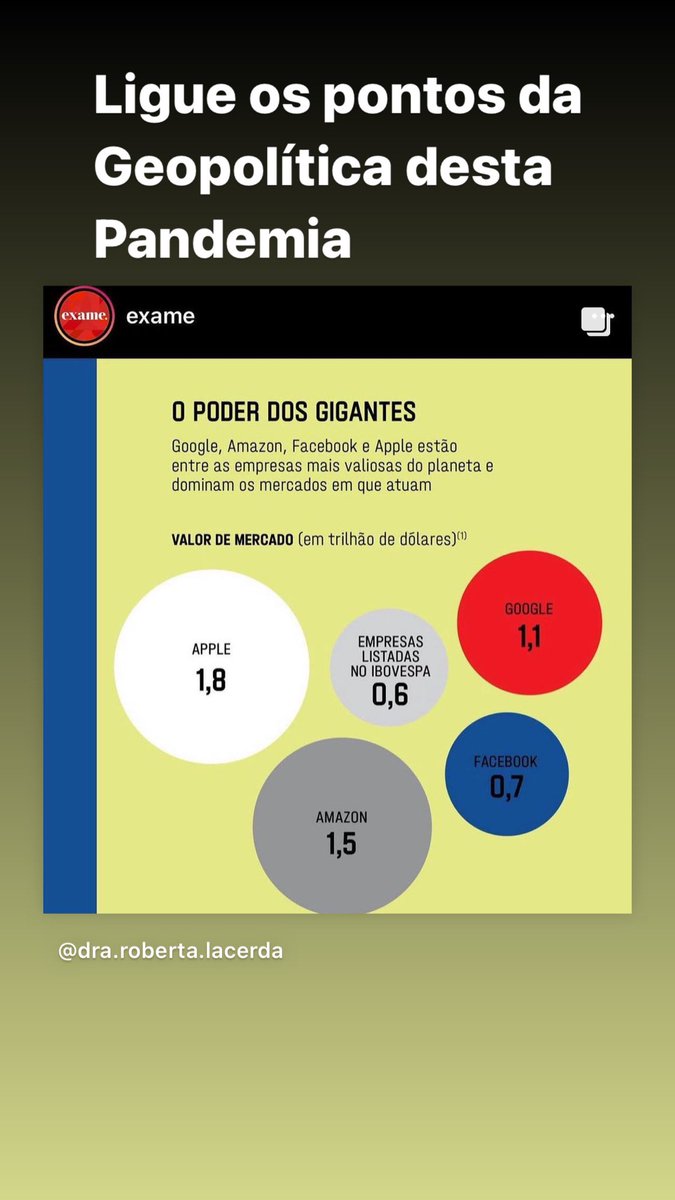 Ligue os pontos da
Geopolítica desta
Pandemia
exame.
exame
O PODER DOS GIGANTES
Google, Amazon, Facebook e Apple estão
entre as empresas mais valiosas do planeta e
dominam os mercados em que atuam
VALOR DE MERCADO (em trilhão de dólares)(1)
APPLE
1,8
EMPRESAS
LISTADAS
NO IBOVESPA
0,6
GOOGLE
1,1
AMAZON
1,5
FACEBOOK
0,7
@dra.roberta.lacerda